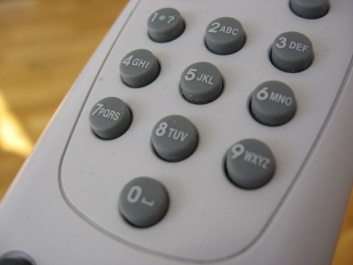 1*?
2ABC
3DEF
4GHI
5JKL
6MNO
7PQRS
8TUV
9WXYZ
0⎵